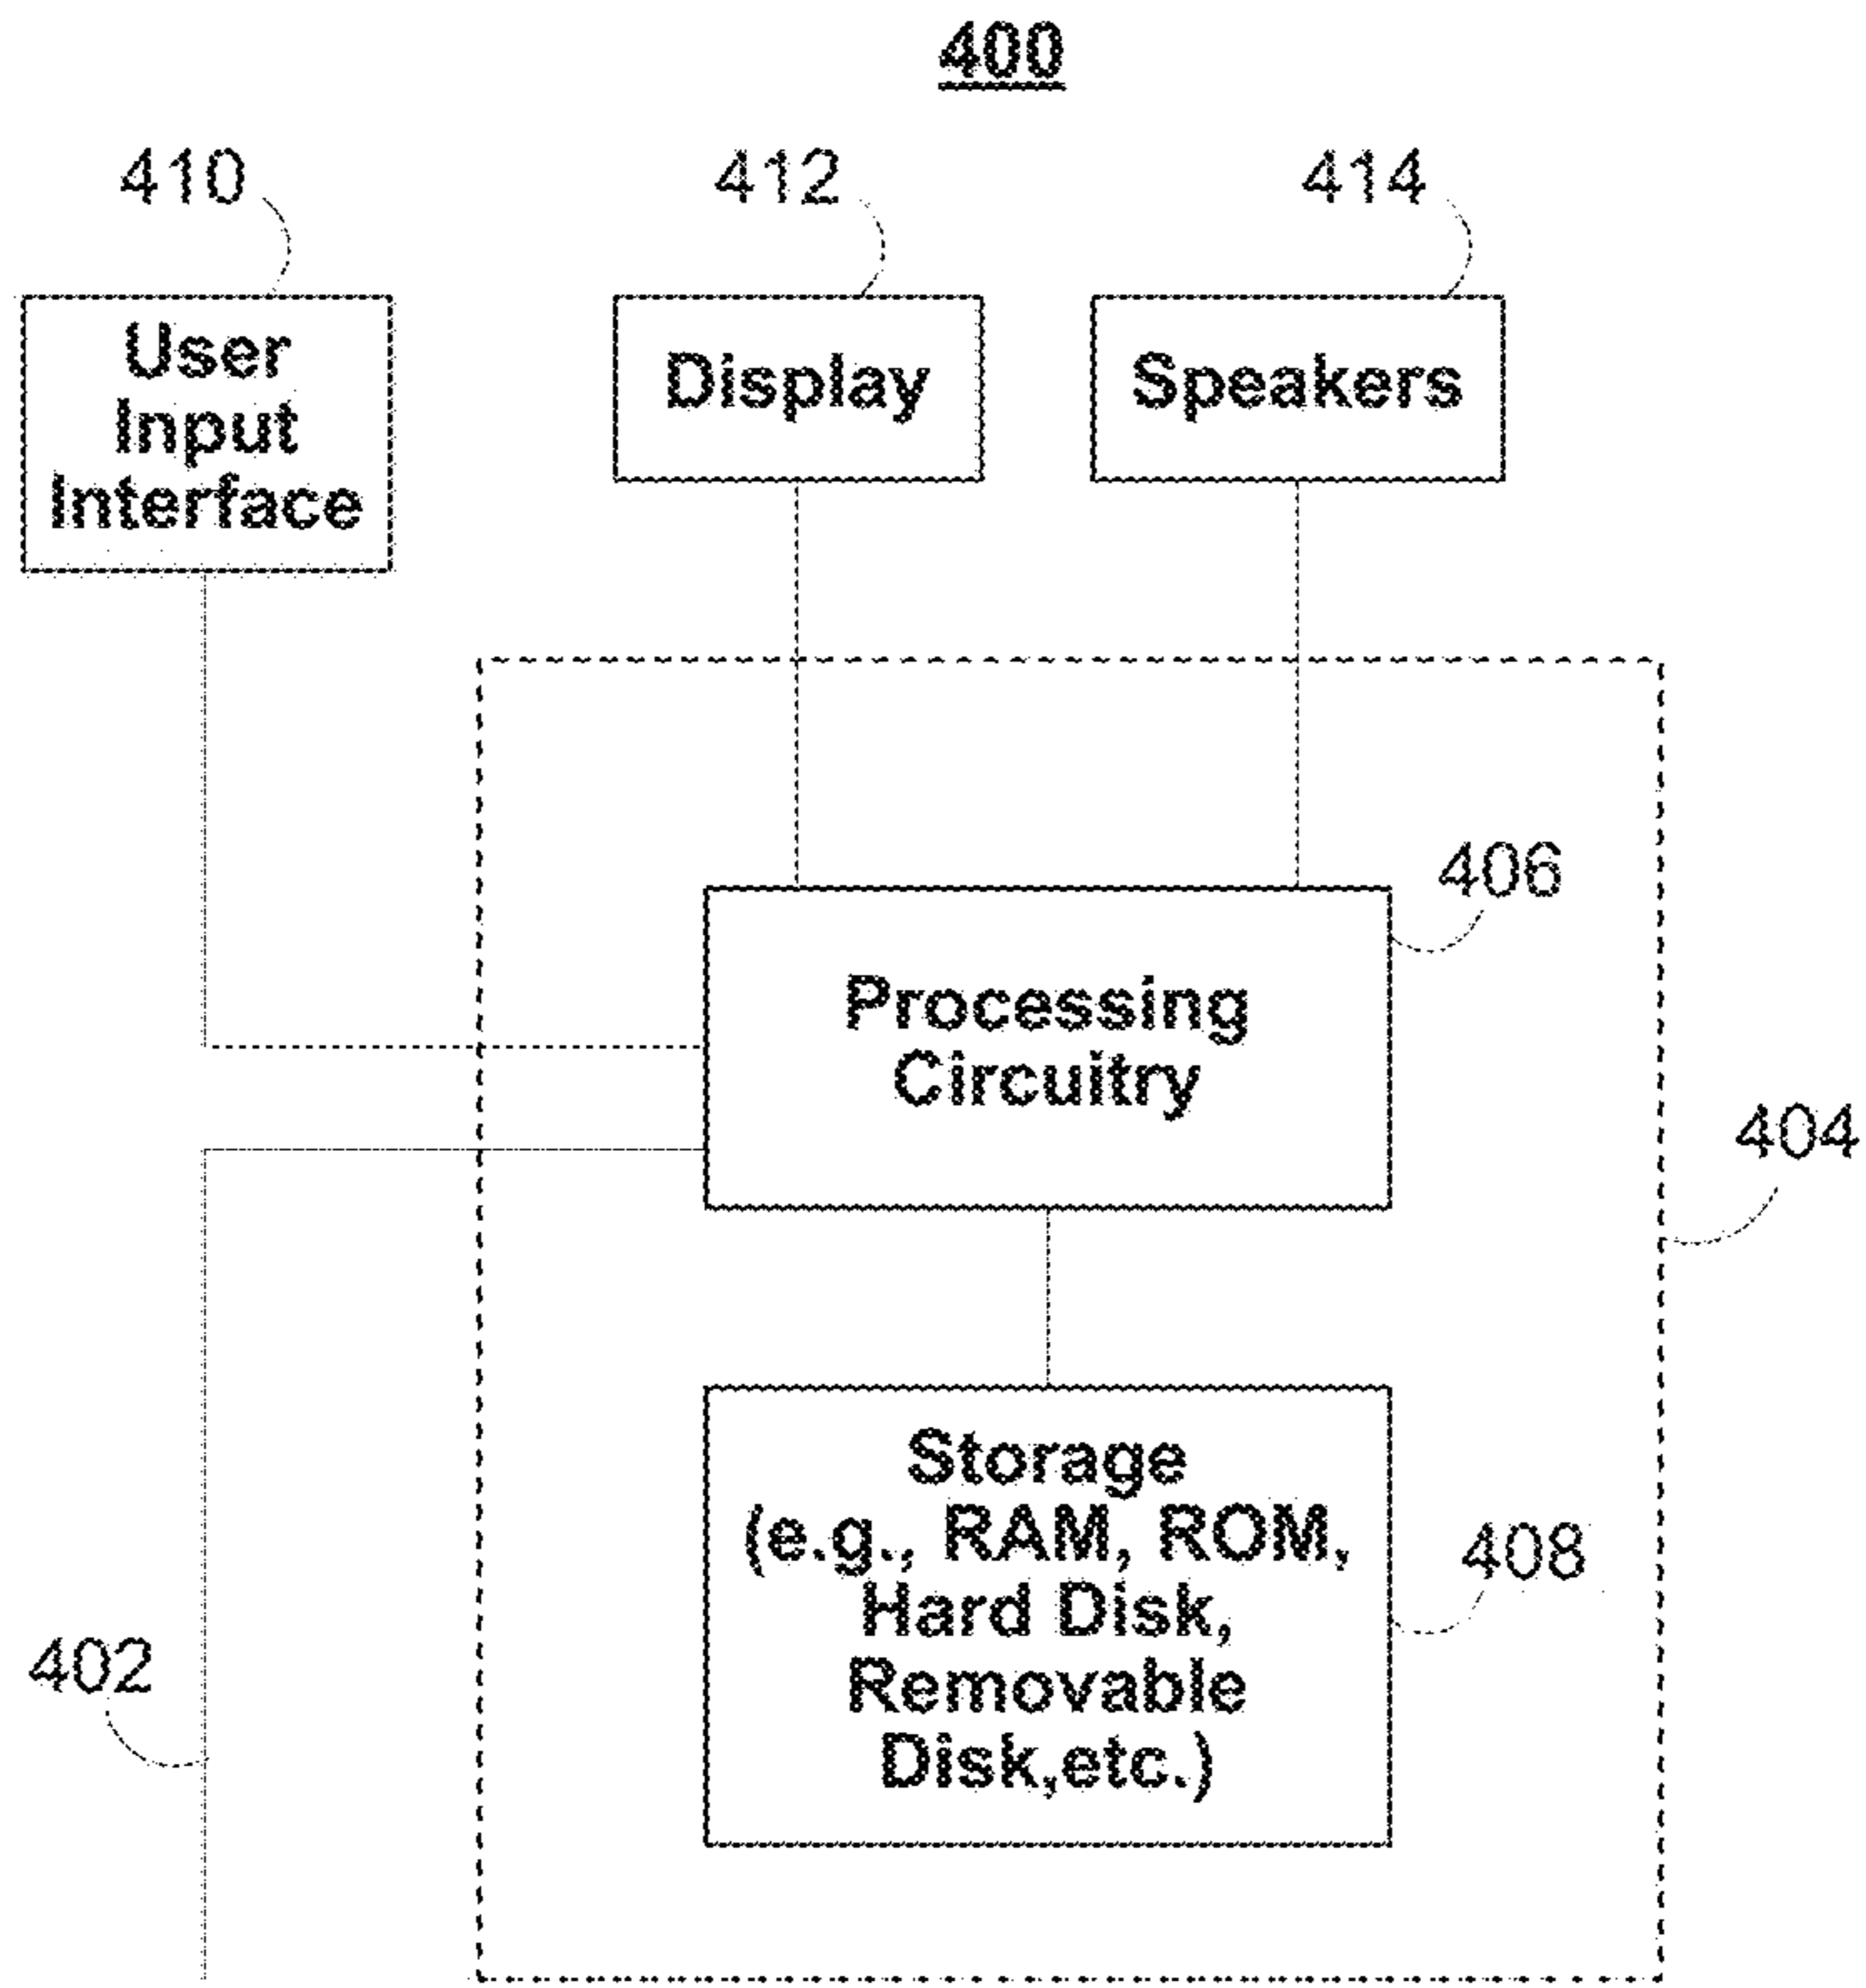 400
410
412
414
User
Input
Interface
Display
Speakers
406
Processing
Circuitry
404
Storage
(e.g., RAM, ROM,
Hard Disk,
Removable
Disk,etc.)
408
402